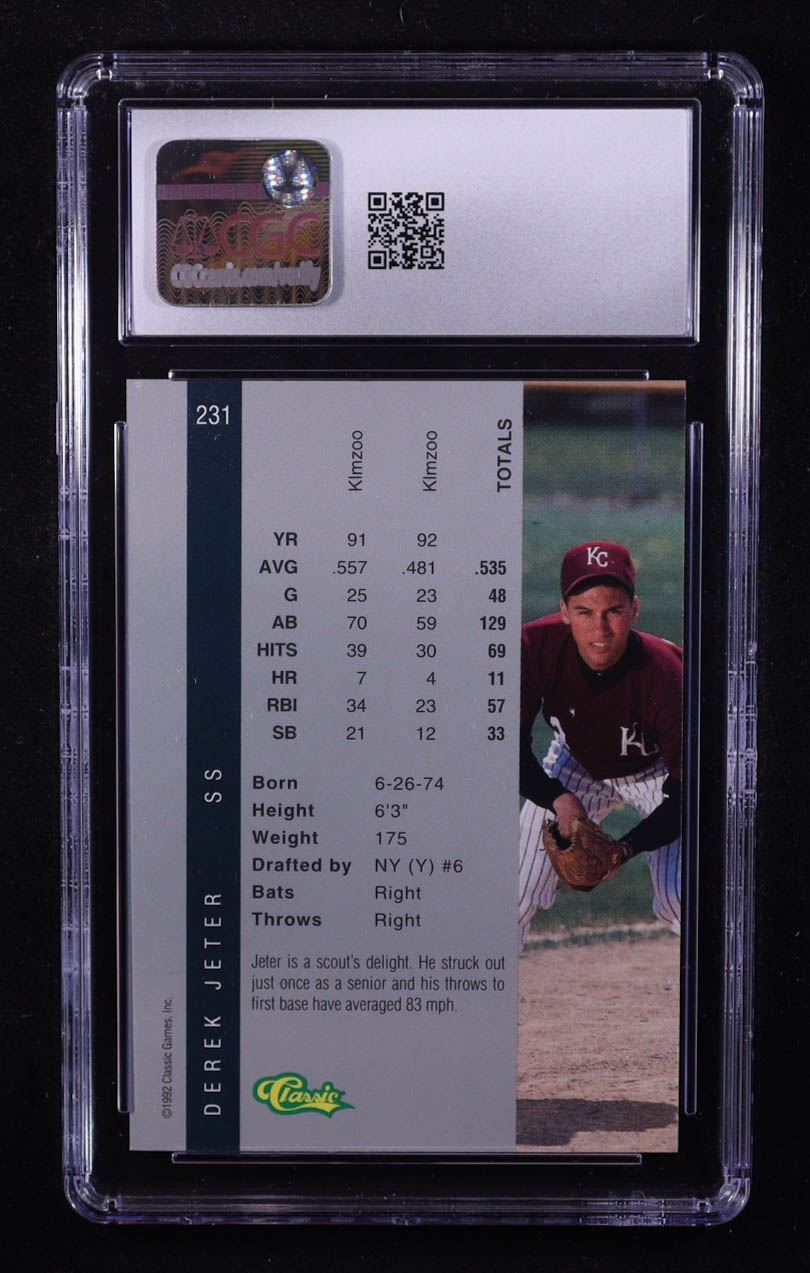 CGC
231
Klmzoo Klmzoo TOTALS
YR 91 92
AVG .557 .481 .535
G 25 23 48
AB 70 59 129
HITS 39 30 69
HR 7 4 11
RBI 34 23 57
SB 21 12 33
Born 6-26-74
Height 6'3"
Weight 175
Drafted by NY (Y) #6
Bats Right
Throws Right
Jeter is a scout's delight. He struck out
just once as a senior and his throws to
first base have averaged 83 mph.
Classic
DEREK JETER SS
©1992 Classic Games, Inc.
KC
K